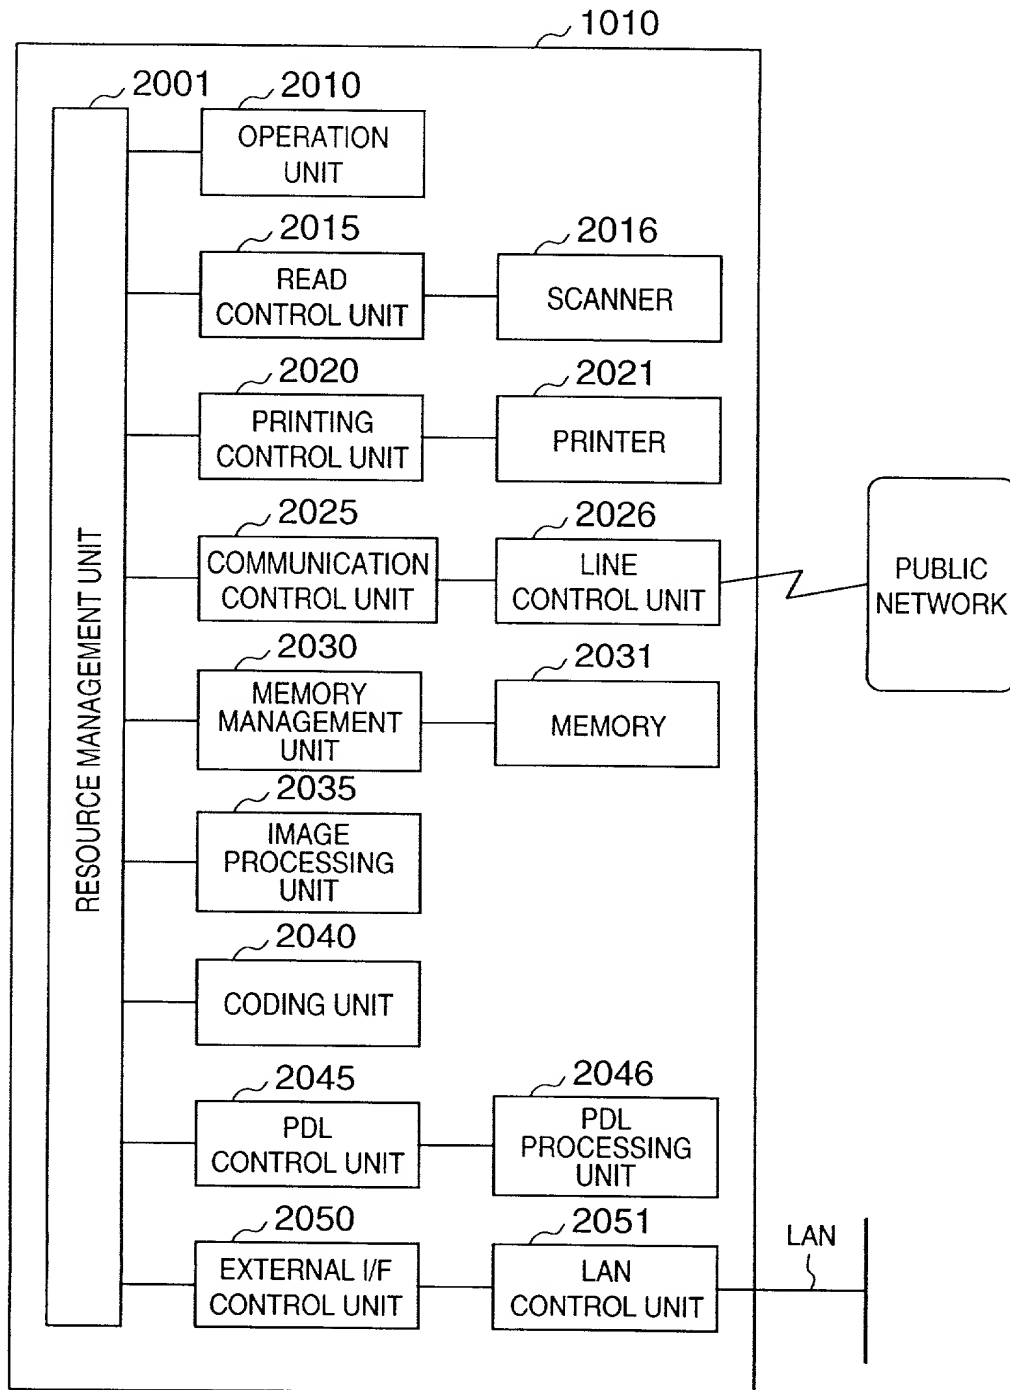 1010
2001
2010
OPERATION
UNIT
2015
READ
CONTROL UNIT
2016
SCANNER
2020
PRINTING
CONTROL UNIT
2021
PRINTER
2025
COMMUNICATION
CONTROL UNIT
2026
LINE
CONTROL UNIT
PUBLIC
NETWORK
RESOURCE MANAGEMENT UNIT
2030
MEMORY
MANAGEMENT
UNIT
2031
MEMORY
2035
IMAGE
PROCESSING
UNIT
2040
CODING UNIT
2045
PDL
CONTROL UNIT
2046
PDL
PROCESSING
UNIT
2050
EXTERNAL I/F
CONTROL UNIT
2051
LAN
CONTROL UNIT
LAN